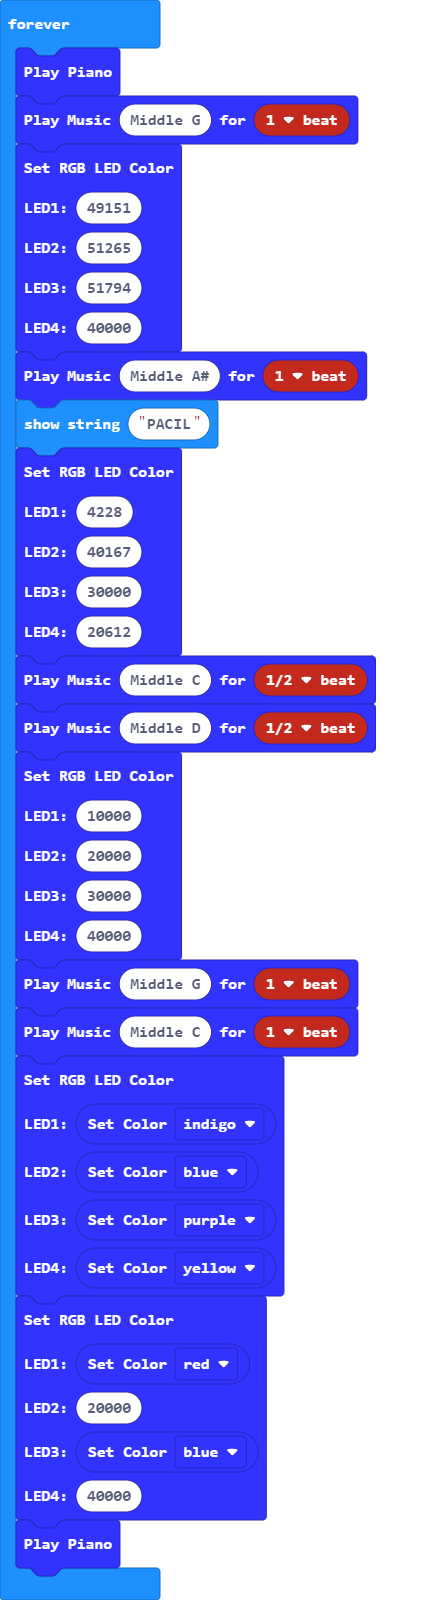 forever
Play Piano
Play Music Middle G for 1 beat
Set RGB LED Color
LED1: 49151
LED2: 51265
LED3: 51794
LED4: 40000
Play Music Middle A# for 1 beat
show string "PACIL"
Set RGB LED Color
LED1: 4228
LED2: 40167
LED3: 30000
LED4: 20612
Play Music Middle C for 1/2 beat
Play Music Middle D for 1/2 beat
Set RGB LED Color
LED1: 10000
LED2: 20000
LED3: 30000
LED4: 40000
Play Music Middle G for 1 beat
Play Music Middle C for 1 beat
Set RGB LED Color
LED1: Set Color indigo
LED2: Set Color blue
LED3: Set Color purple
LED4: Set Color yellow
Set RGB LED Color
LED1: Set Color red
LED2: 20000
LED3: Set Color blue
LED4: 40000
Play Piano